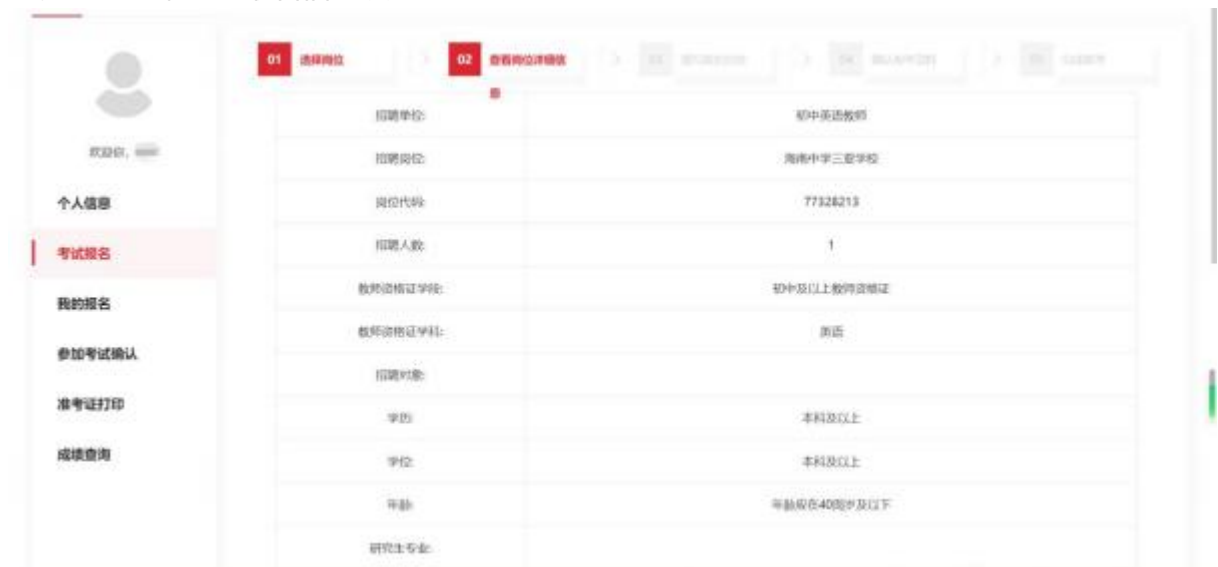 01 选择岗位
02 查看岗位详细信
息
欢迎你，
个人信息
考试报名
我的报名
参加考试确认
准考证打印
成绩查询
招聘单位: 初中英语教师
招聘岗位: 海南中学三亚学校
岗位代码: 77328213
招聘人数: 1
教师资格证学段: 初中及以上教师资格证
教师资格证学科: 英语
招聘对象:
学历: 本科及以上
学位: 本科及以上
年龄: 年龄应在40周岁及以下
研究生专业: